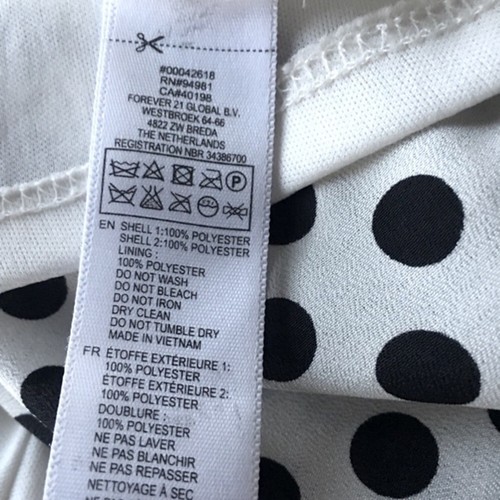 #00042618
RN#94981
CA#40198
FOREVER 21 GLOBAL B.V.
WESTBROEK 64-66
4822 ZW BREDA
THE NETHERLANDS
REGISTRATION NBR 34386700
P
EN SHELL 1:100% POLYESTER
SHELL 2:100% POLYESTER
LINING :
100% POLYESTER
DO NOT WASH
DO NOT BLEACH
DO NOT IRON
DRY CLEAN
DO NOT TUMBLE DRY
MADE IN VIETNAM
FR ÉTOFFE EXTÉRIEURE 1:
100% POLYESTER
ÉTOFFE EXTÉRIEURE 2:
100% POLYESTER
DOUBLURE :
100% POLYESTER
NE PAS LAVER
NE PAS BLANCHIR
NE PAS REPASSER
NETTOYAGE À SEC